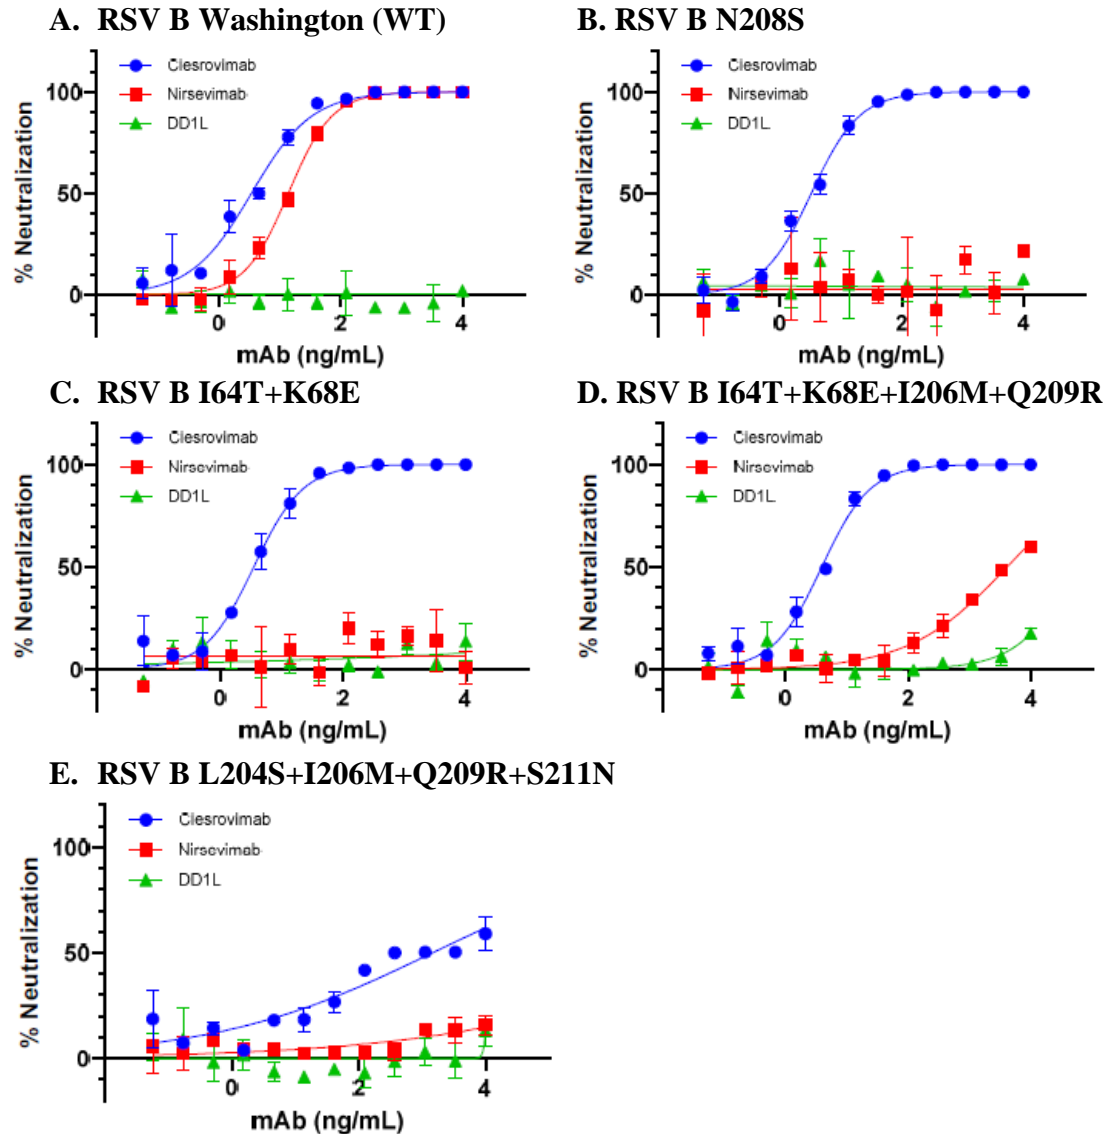 A. RSV B Washington (WT)
Clesrovimab
Nirsevimab
DD1L
100
50
0
% Neutralization
0 2 4
mAb (ng/mL)
B. RSV B N208S
Clesrovimab
Nirsevimab
DD1L
100
50
0
% Neutralization
0 2 4
mAb (ng/mL)
C. RSV B I64T+K68E
Clesrovimab
Nirsevimab
DD1L
100
50
0
% Neutralization
0 2 4
mAb (ng/mL)
D. RSV B I64T+K68E+I206M+Q209R
Clesrovimab
Nirsevimab
DD1L
100
50
0
% Neutralization
0 2 4
mAb (ng/mL)
E. RSV B L204S+I206M+Q209R+S211N
Clesrovimab
Nirsevimab
DD1L
100
50
0
% Neutralization
0 2 4
mAb (ng/mL)